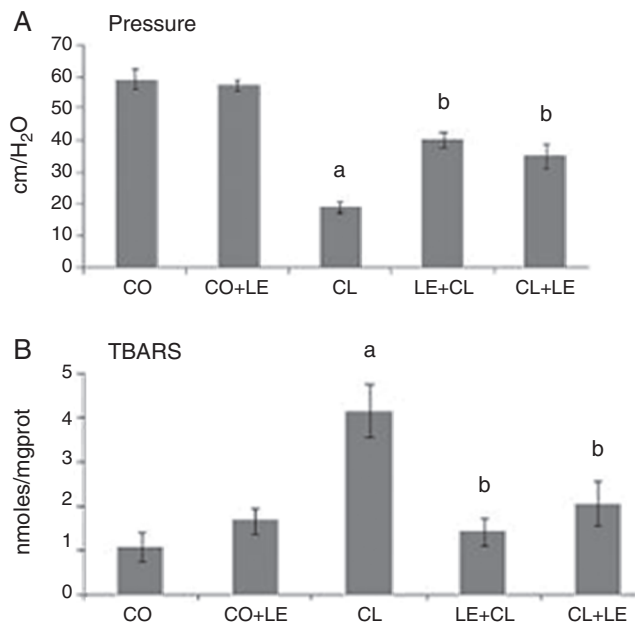 A Pressure
cm/H₂O
70
60
50
40
30
20
10
0
a
b
b
CO CO+LE CL LE+CL CL+LE
B TBARS
nmoles/mgprot
5
4
3
2
1
0
a
b
b
CO CO+LE CL LE+CL CL+LE